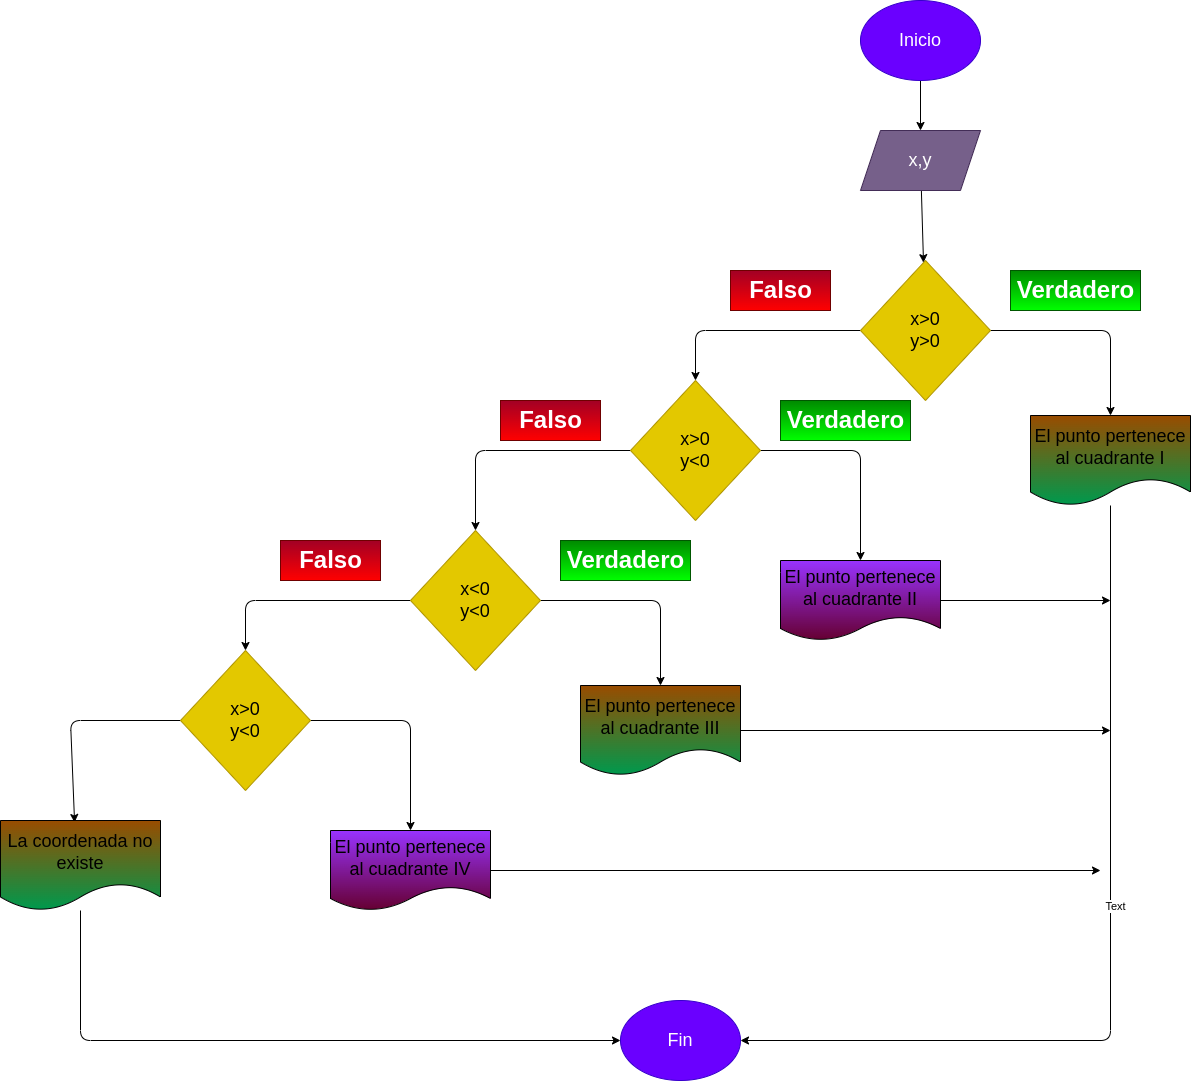 Inicio
x,y
Falso
Verdadero
x>0
y>0
Falso
Verdadero
x>0
y<0
El punto pertenece
al cuadrante I
Falso
Verdadero
x<0
y<0
El punto pertenece
al cuadrante II
x>0
y<0
El punto pertenece
al cuadrante III
La coordenada no
existe
El punto pertenece
al cuadrante IV
Text
Fin